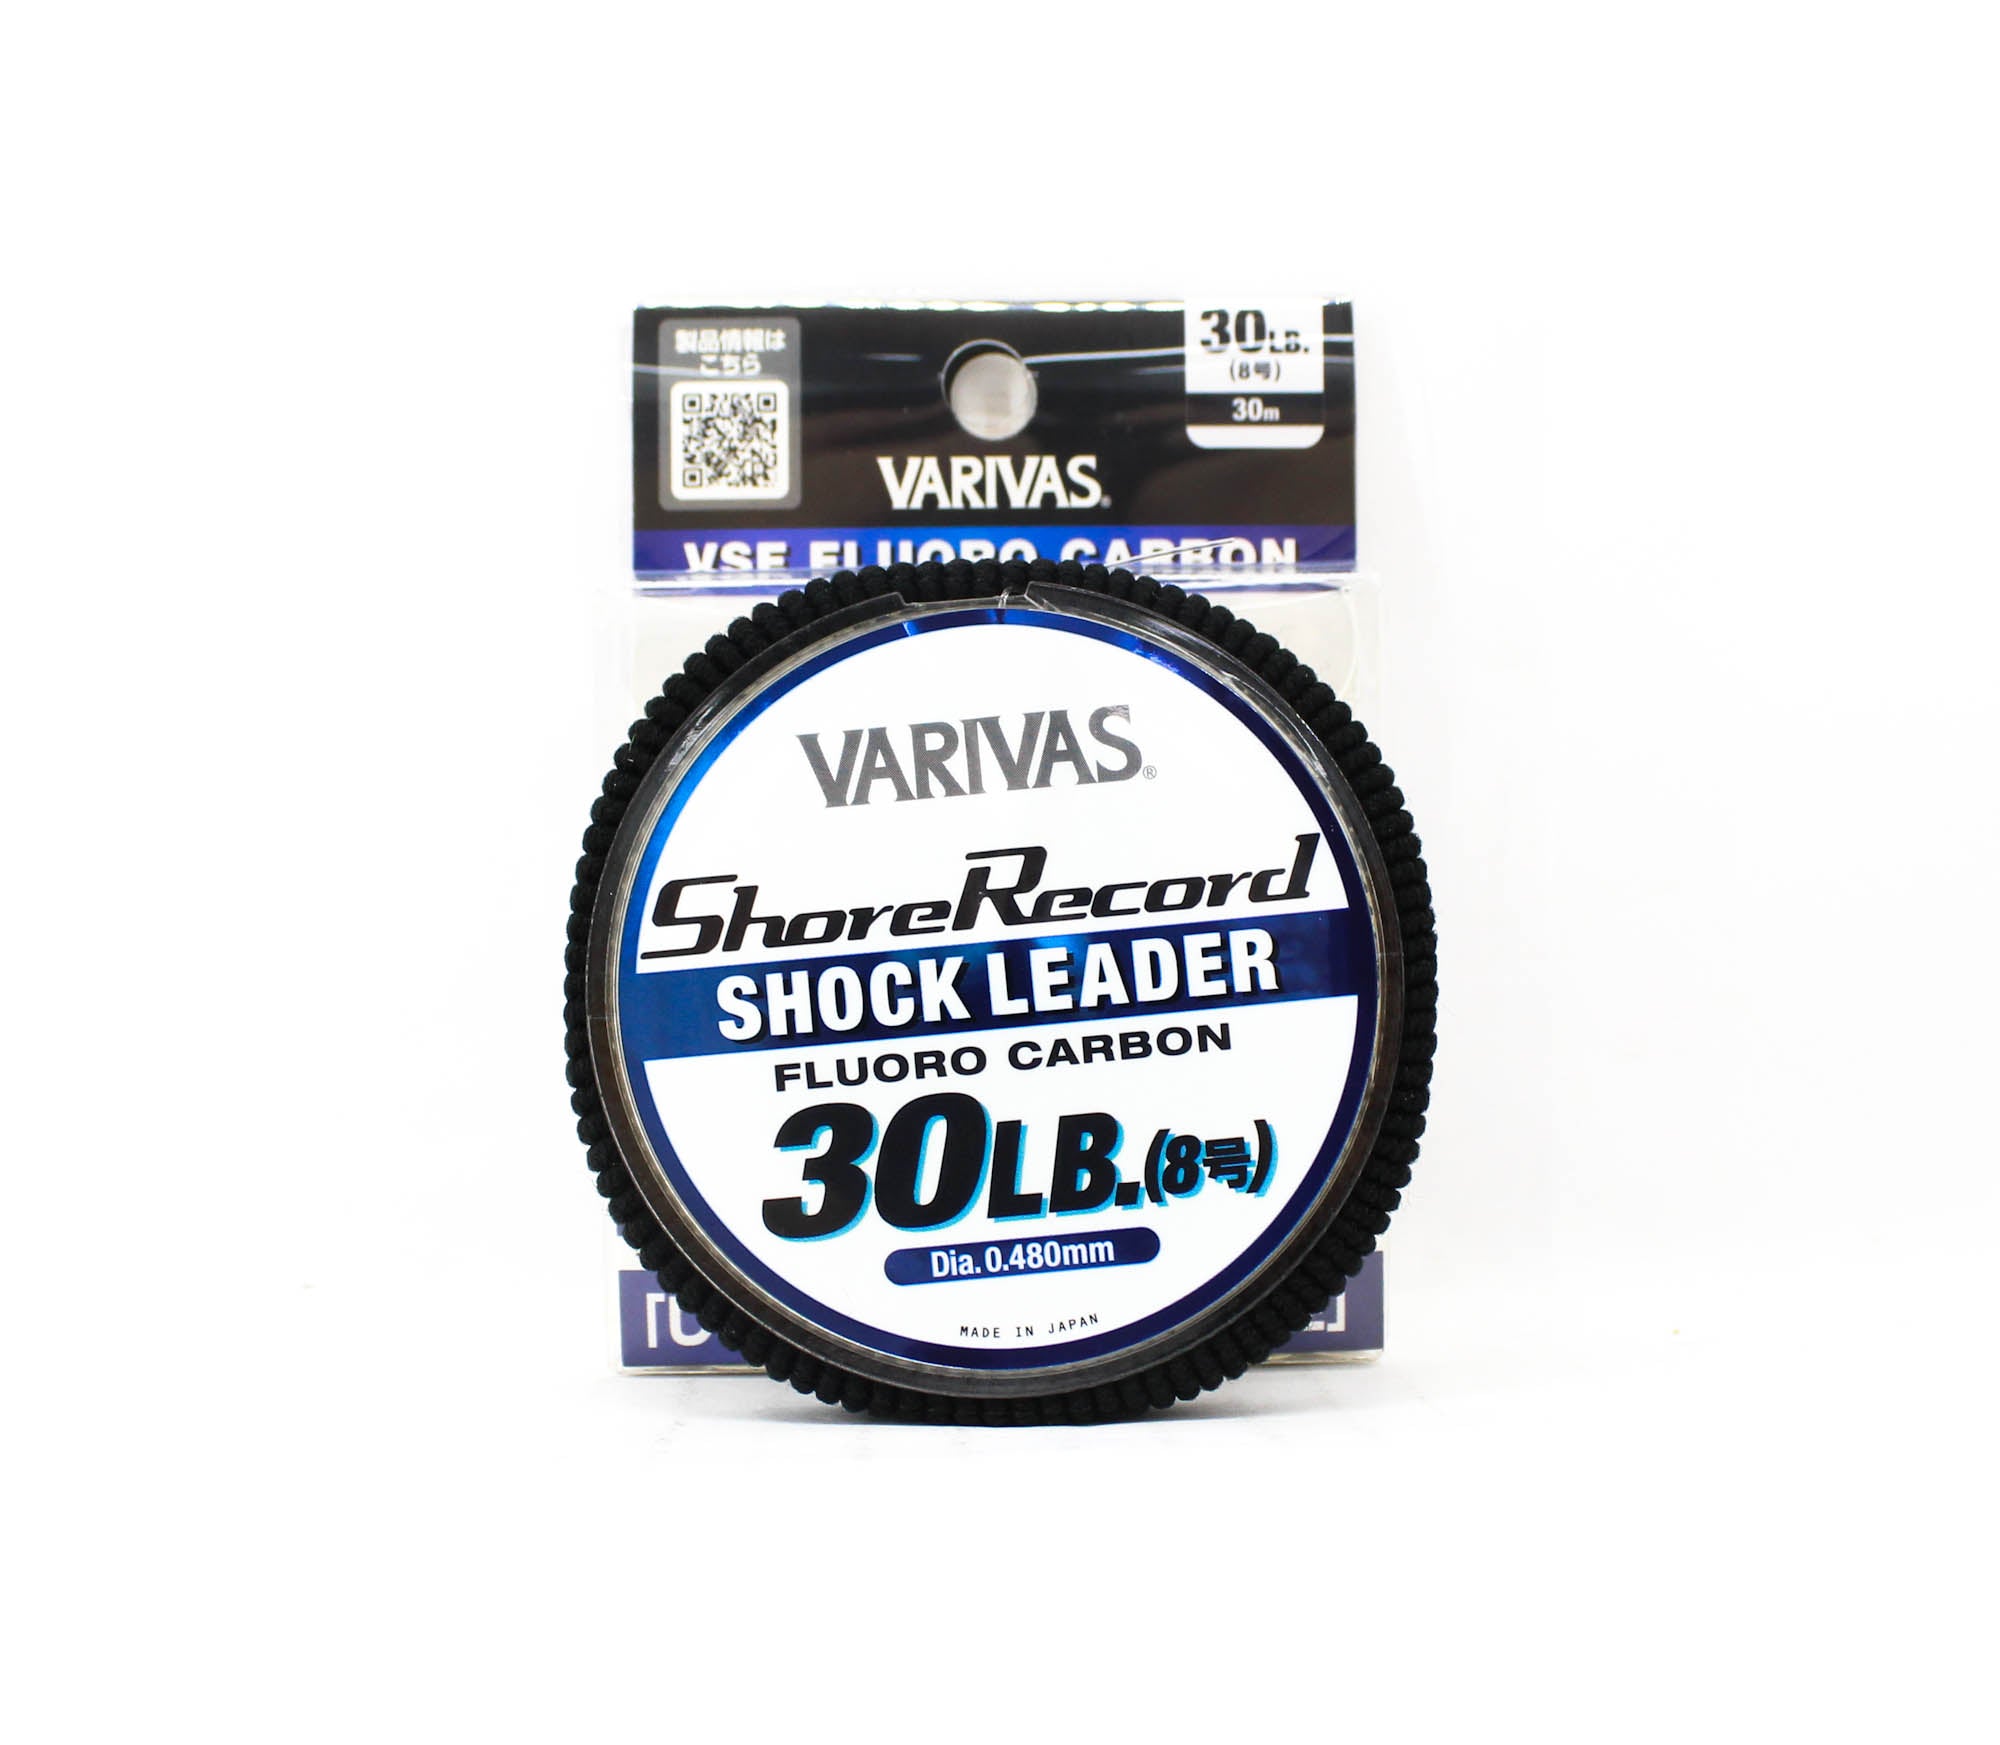 製品情報は
こちら
30LB.
(8号)
30m
VARIVAS®
VSF FLUORO CARBON
VARIVAS®
ShoreRecord
SHOCK LEADER
FLUORO CARBON
30LB.(8号)
Dia.0.480mm
MADE IN JAPAN